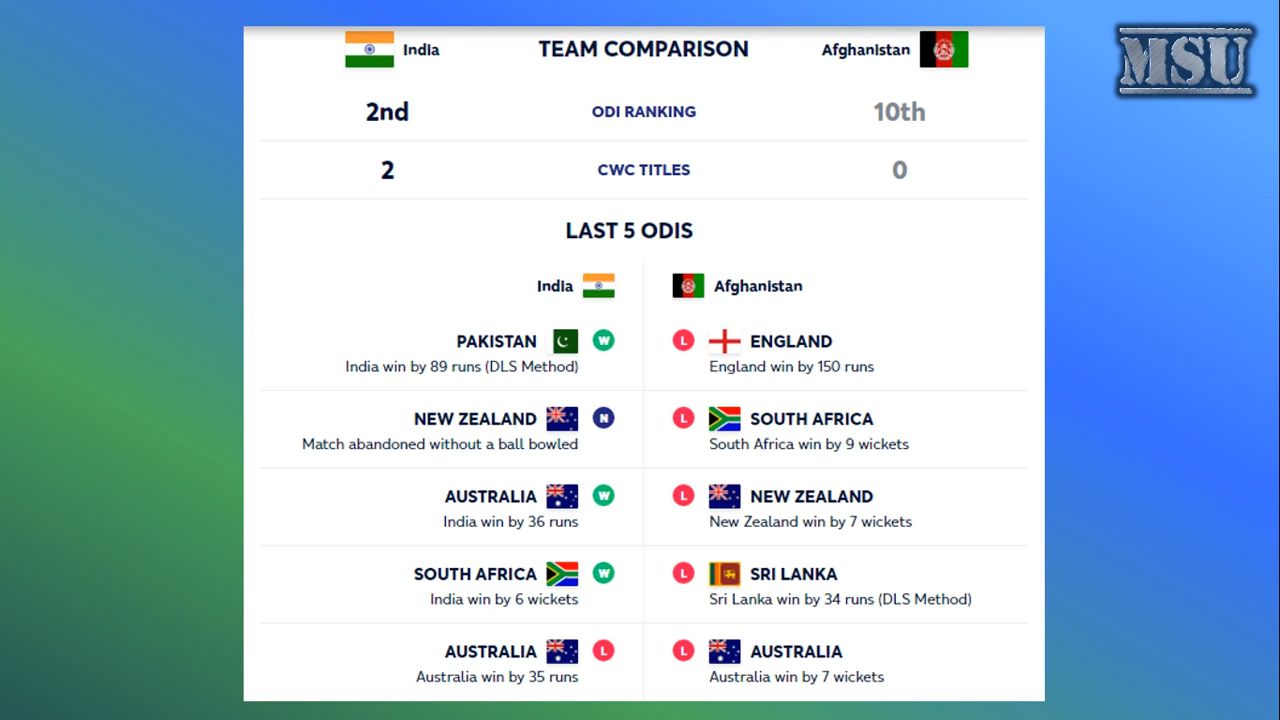 India TEAM COMPARISON Afghanistan
MSU
2nd ODI RANKING 10th
2 CWC TITLES 0
LAST 5 ODIS
India Afghanistan
PAKISTAN W L ENGLAND
India win by 89 runs (DLS Method) England win by 150 runs
NEW ZEALAND N L SOUTH AFRICA
Match abandoned without a ball bowled South Africa win by 9 wickets
AUSTRALIA W L NEW ZEALAND
India win by 36 runs New Zealand win by 7 wickets
SOUTH AFRICA W L SRI LANKA
India win by 6 wickets Sri Lanka win by 34 runs (DLS Method)
AUSTRALIA L L AUSTRALIA
Australia win by 35 runs Australia win by 7 wickets